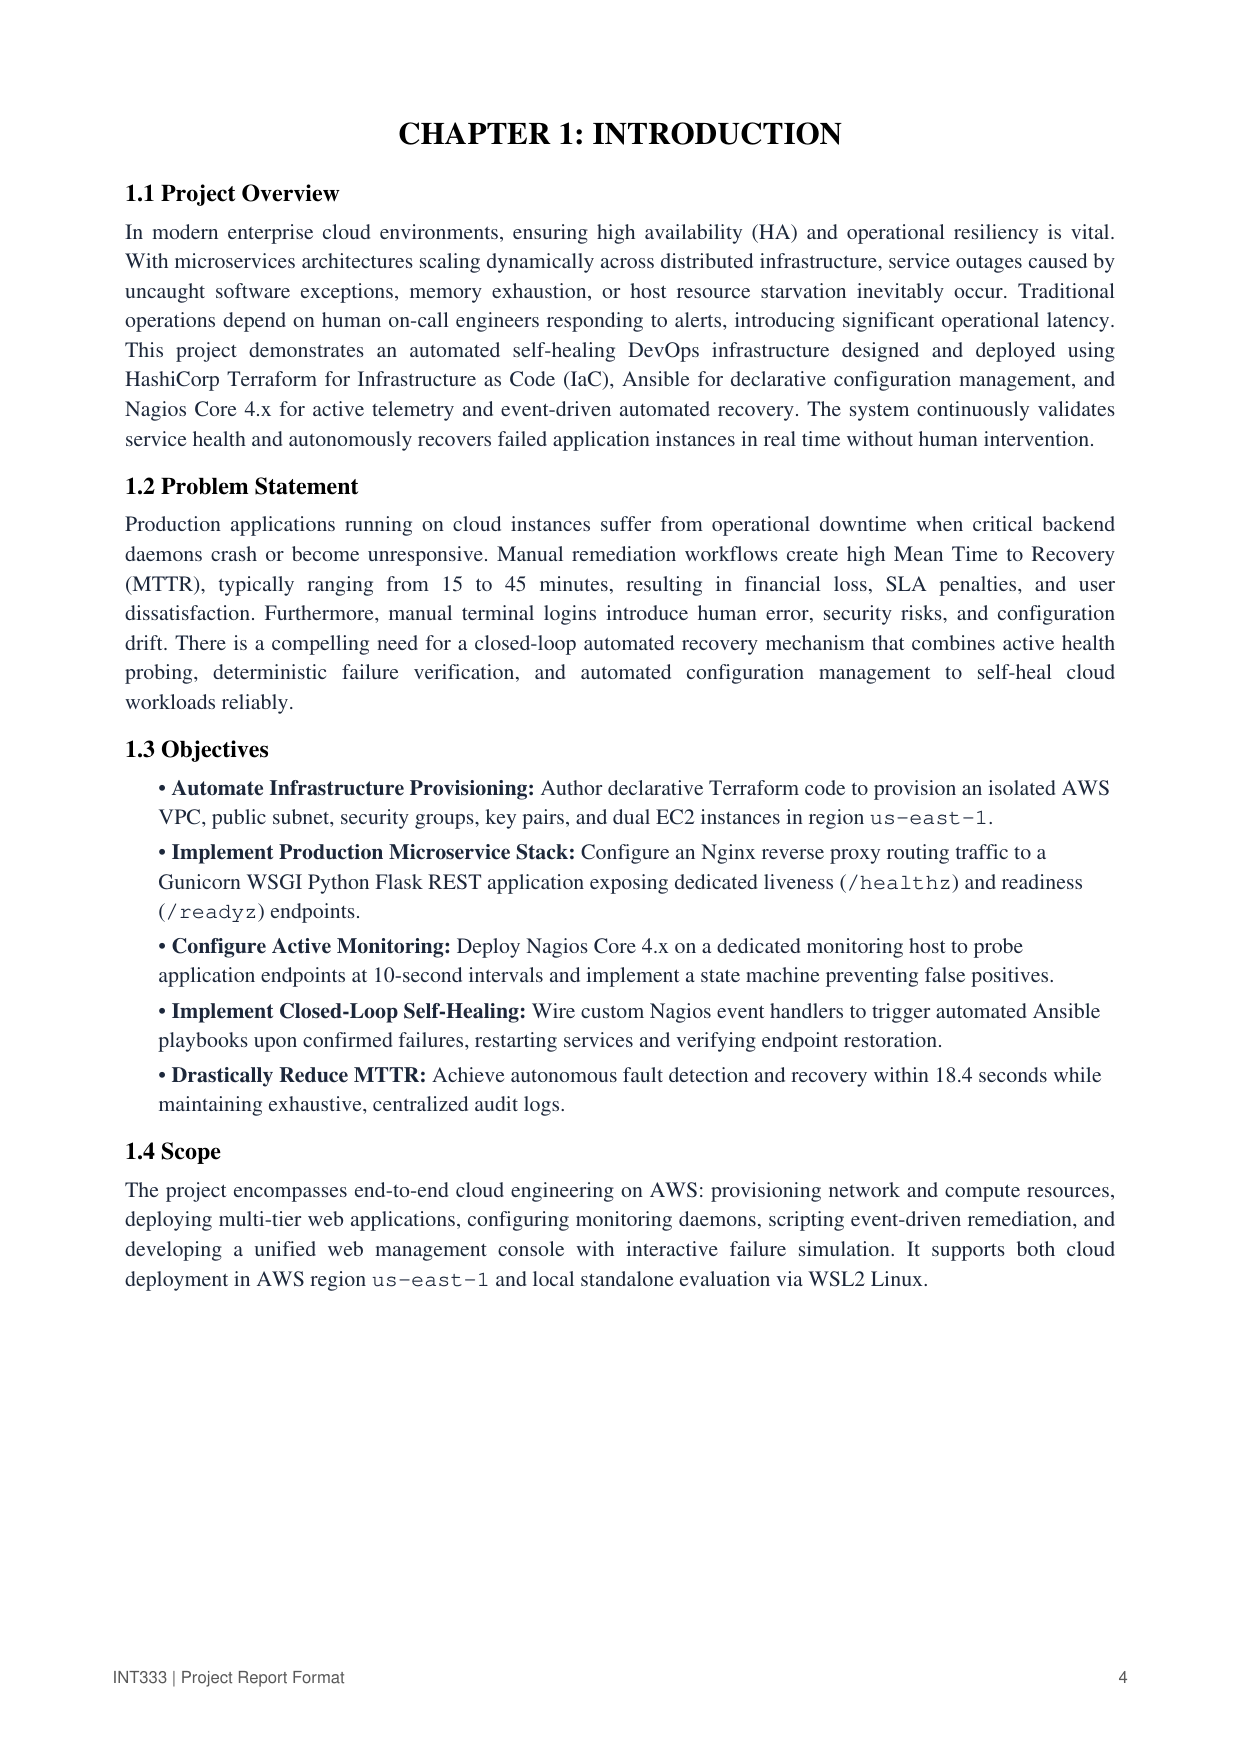 CHAPTER 1: INTRODUCTION
1.1 Project Overview
In modern enterprise cloud environments, ensuring high availability (HA) and operational resiliency is vital.
With microservices architectures scaling dynamically across distributed infrastructure, service outages caused by
uncaught software exceptions, memory exhaustion, or host resource starvation inevitably occur. Traditional
operations depend on human on-call engineers responding to alerts, introducing significant operational latency.
This project demonstrates an automated self-healing DevOps infrastructure designed and deployed using
HashiCorp Terraform for Infrastructure as Code (IaC), Ansible for declarative configuration management, and
Nagios Core 4.x for active telemetry and event-driven automated recovery. The system continuously validates
service health and autonomously recovers failed application instances in real time without human intervention.
1.2 Problem Statement
Production applications running on cloud instances suffer from operational downtime when critical backend
daemons crash or become unresponsive. Manual remediation workflows create high Mean Time to Recovery
(MTTR), typically ranging from 15 to 45 minutes, resulting in financial loss, SLA penalties, and user
dissatisfaction. Furthermore, manual terminal logins introduce human error, security risks, and configuration
drift. There is a compelling need for a closed-loop automated recovery mechanism that combines active health
probing, deterministic failure verification, and automated configuration management to self-heal cloud
workloads reliably.
1.3 Objectives
• Automate Infrastructure Provisioning: Author declarative Terraform code to provision an isolated AWS
VPC, public subnet, security groups, key pairs, and dual EC2 instances in region us-east-1.
• Implement Production Microservice Stack: Configure an Nginx reverse proxy routing traffic to a
Gunicorn WSGI Python Flask REST application exposing dedicated liveness (/healthz) and readiness
(/readyz) endpoints.
• Configure Active Monitoring: Deploy Nagios Core 4.x on a dedicated monitoring host to probe
application endpoints at 10-second intervals and implement a state machine preventing false positives.
• Implement Closed-Loop Self-Healing: Wire custom Nagios event handlers to trigger automated Ansible
playbooks upon confirmed failures, restarting services and verifying endpoint restoration.
• Drastically Reduce MTTR: Achieve autonomous fault detection and recovery within 18.4 seconds while
maintaining exhaustive, centralized audit logs.
1.4 Scope
The project encompasses end-to-end cloud engineering on AWS: provisioning network and compute resources,
deploying multi-tier web applications, configuring monitoring daemons, scripting event-driven remediation, and
developing a unified web management console with interactive failure simulation. It supports both cloud
deployment in AWS region us-east-1 and local standalone evaluation via WSL2 Linux.
INT333 | Project Report Format
4